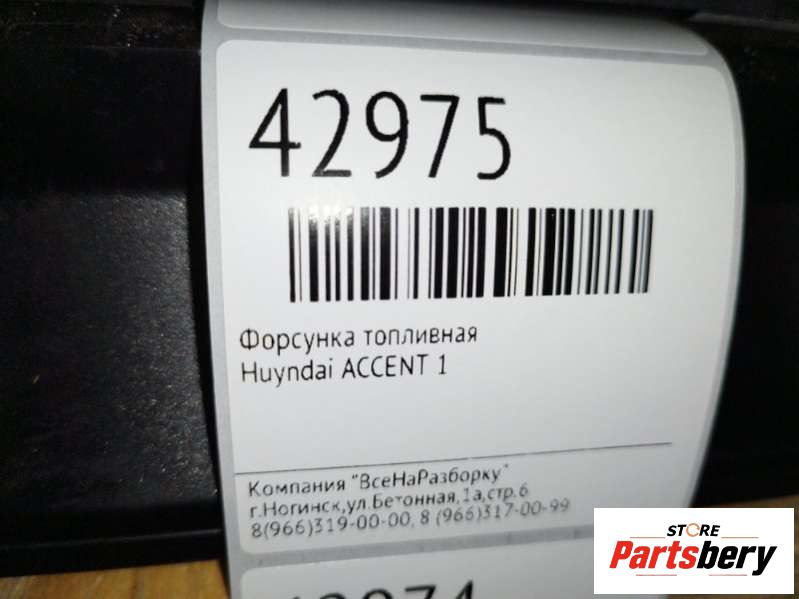 42975
Форсунка топливная
Huyndai ACCENT 1
Компания "ВсеНаРазборку"
г.Ногинск,ул.Бетонная,1а,стр.6
8(966)319-00-00, 8 (966)317-00-99
42974
STORE
Partsbery